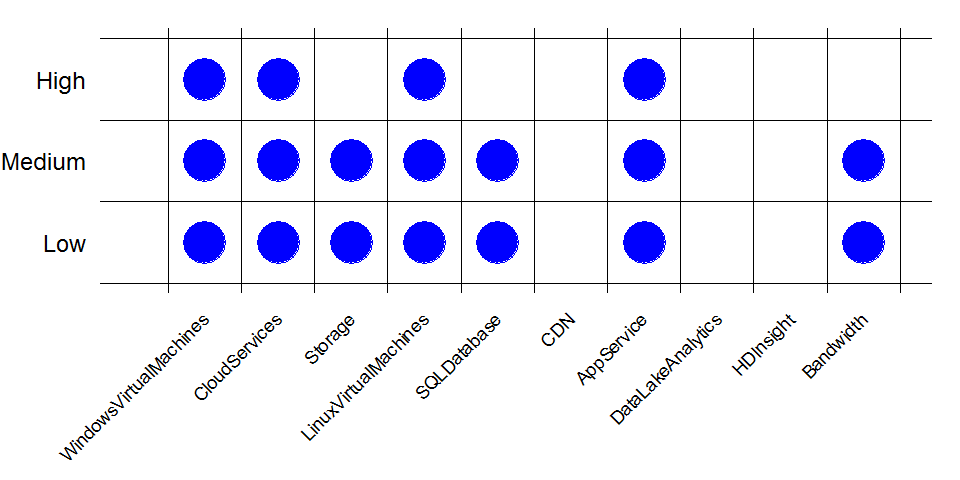 High
Medium
Low
WindowsVirtualMachines
CloudServices
Storage
LinuxVirtualMachines
SQLDatabase
CDN
AppService
DataLakeAnalytics
HDInsight
Bandwidth